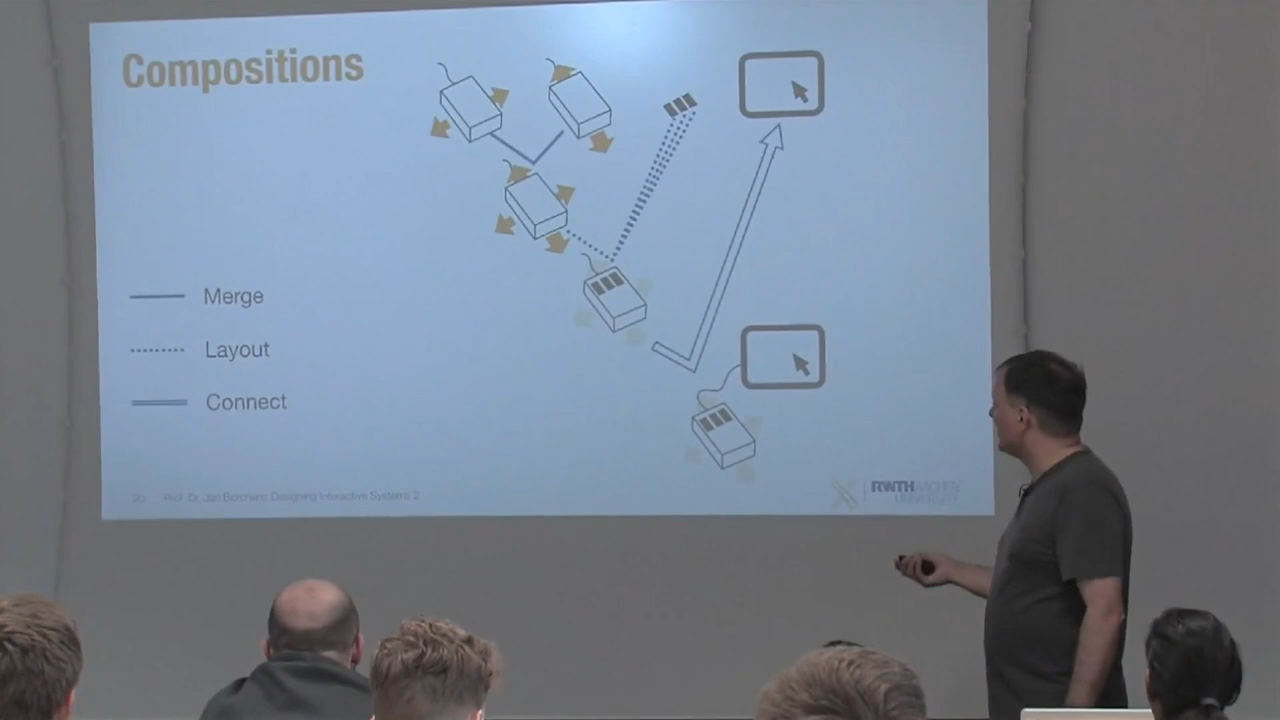 Compositions
Merge
Layout
Connect
Prof. Dr. Jan Borchers: Designing Interactive Systems 2
RWTH AACHEN
UNIVERSITY